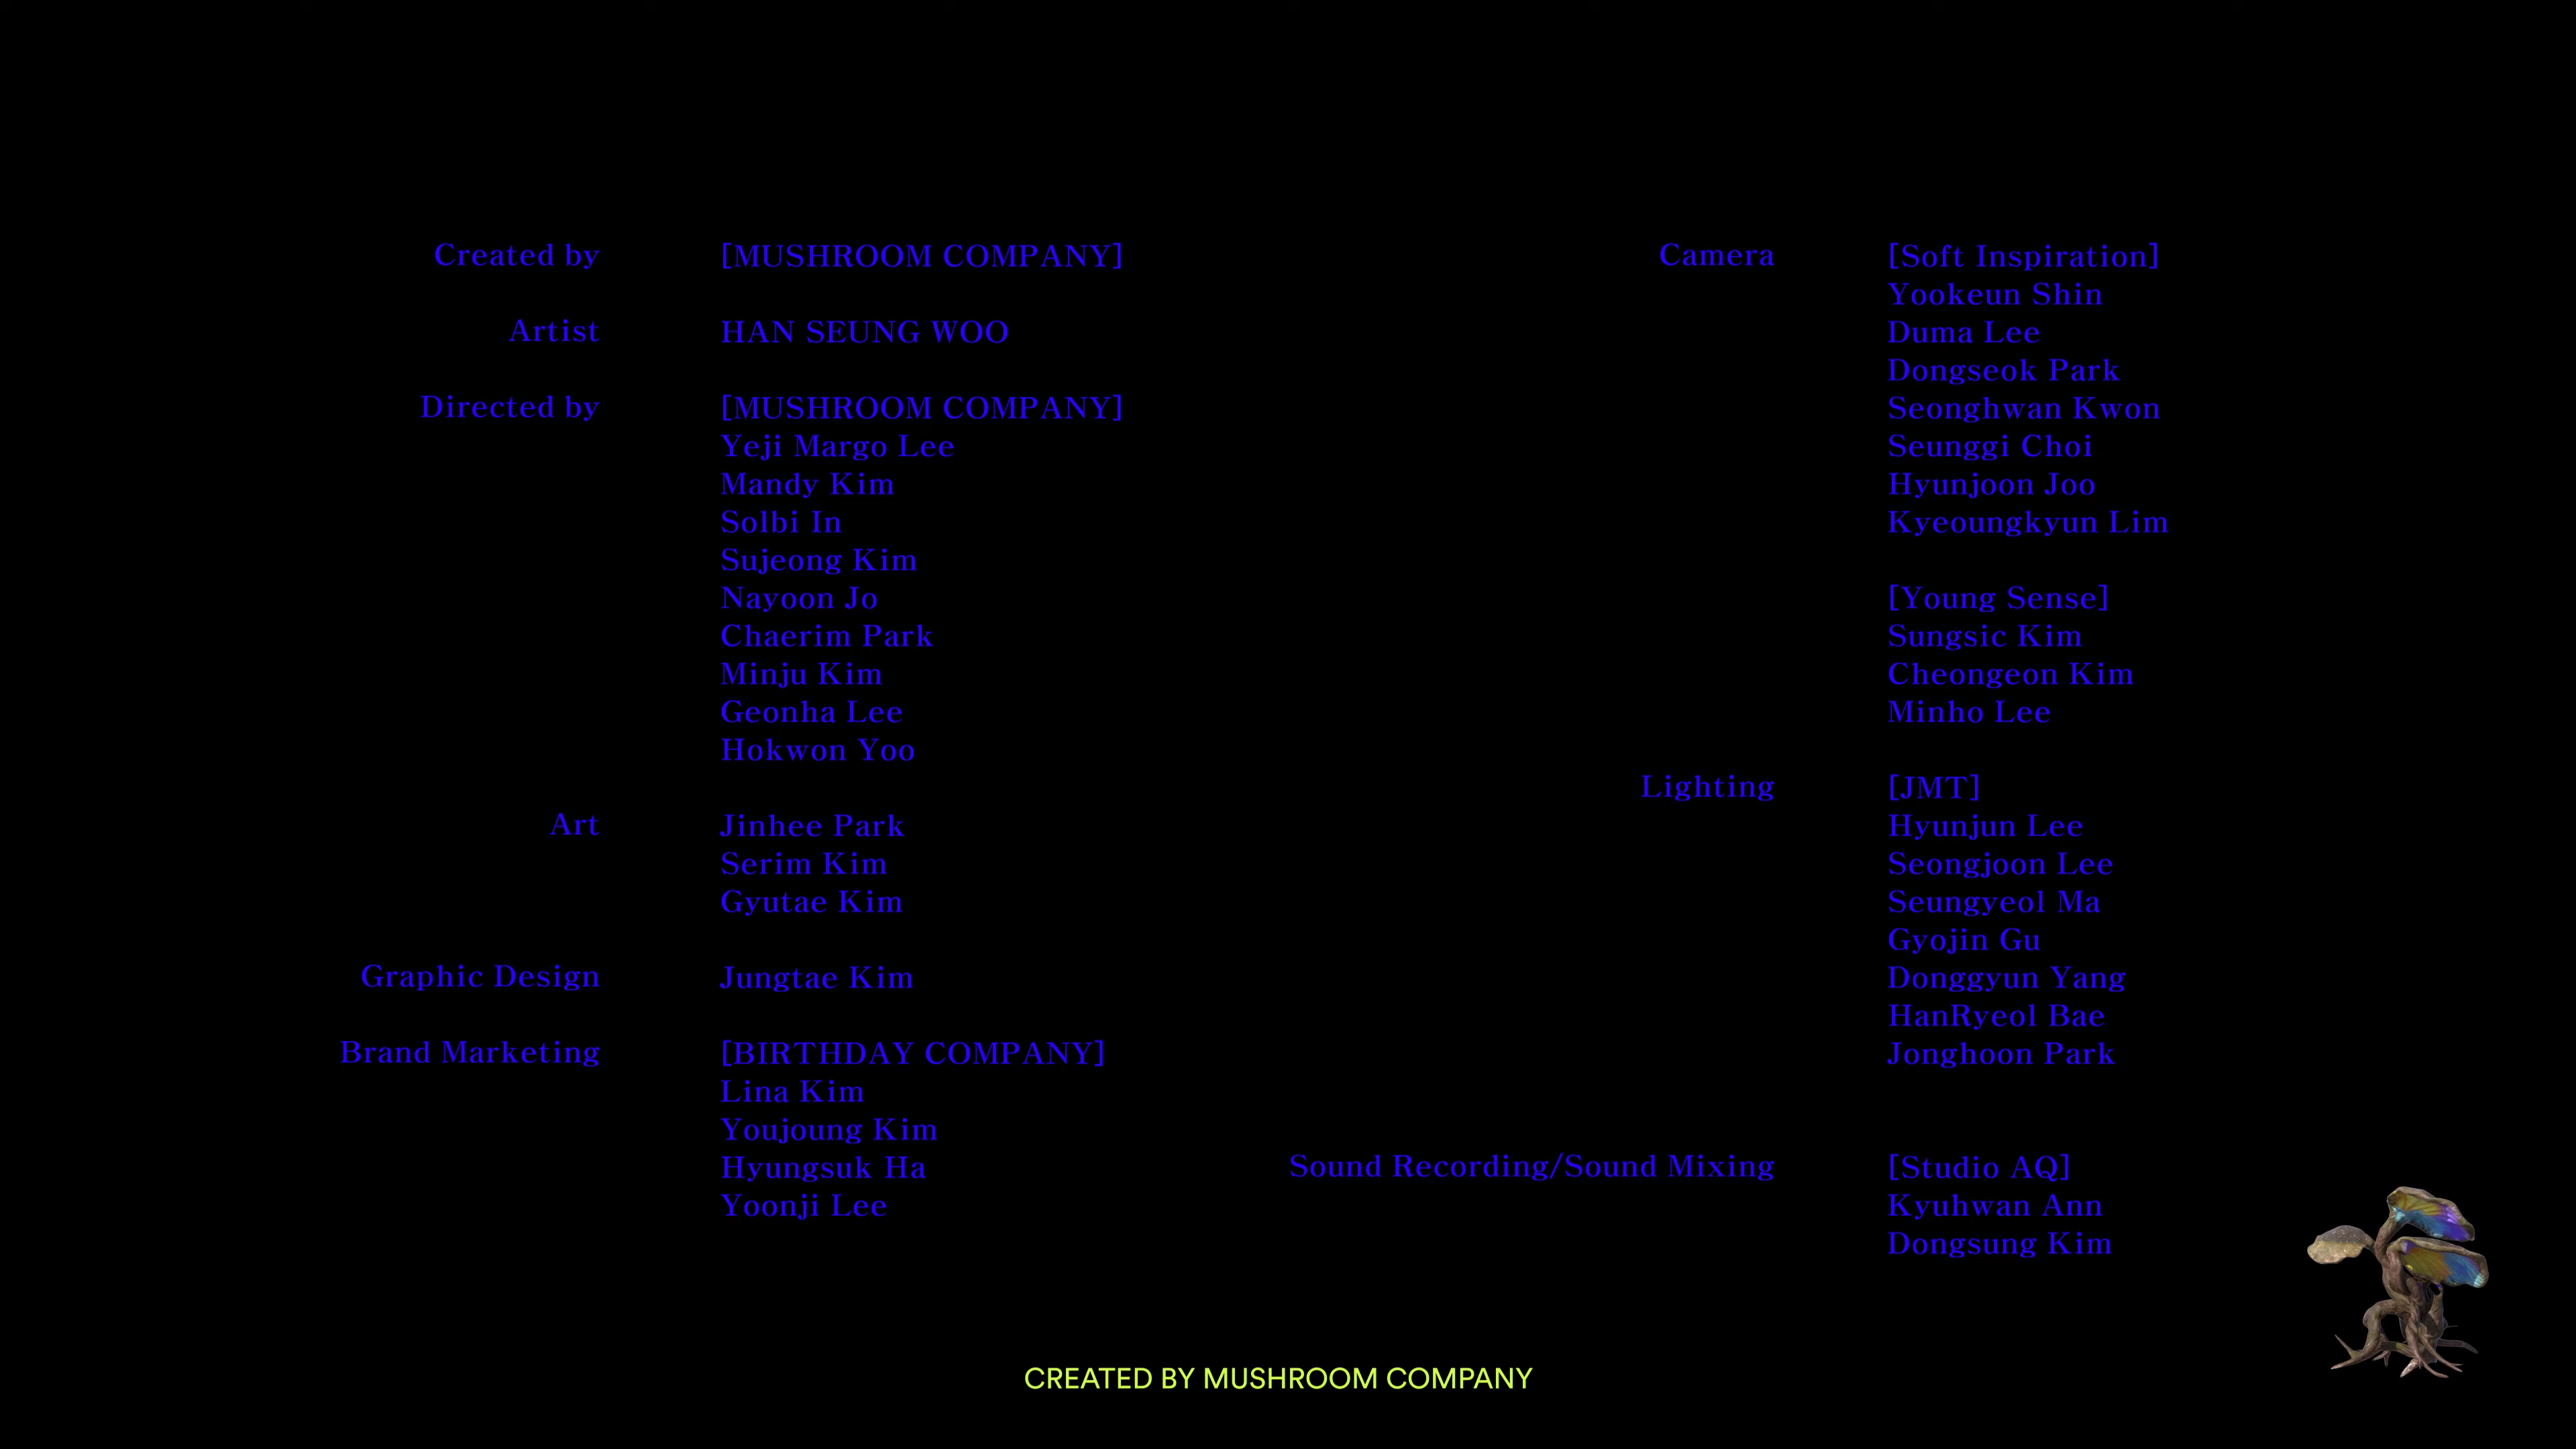 Created by [MUSHROOM COMPANY]
Artist HAN SEUNG WOO
Directed by [MUSHROOM COMPANY]
Yeji Margo Lee
Mandy Kim
Solbi In
Sujeong Kim
Nayoon Jo
Chaerim Park
Minju Kim
Geonha Lee
Hokwon Yoo
Art Jinhee Park
Serim Kim
Gyutae Kim
Graphic Design Jungtae Kim
Brand Marketing [BIRTHDAY COMPANY]
Lina Kim
Youjoung Kim
Hyungsuk Ha
Yoonji Lee
Camera [Soft Inspiration]
Yookeun Shin
Duma Lee
Dongseok Park
Seonghwan Kwon
Seunggi Choi
Hyunjoon Joo
Kyeoungkyun Lim
[Young Sense]
Sungsic Kim
Cheongeon Kim
Minho Lee
Lighting [JMT]
Hyunjun Lee
Seongjoon Lee
Seungyeol Ma
Gyojin Gu
Donggyun Yang
HanRyeol Bae
Jonghoon Park
Sound Recording/Sound Mixing [Studio AQ]
Kyuhwan Ann
Dongsung Kim
CREATED BY MUSHROOM COMPANY